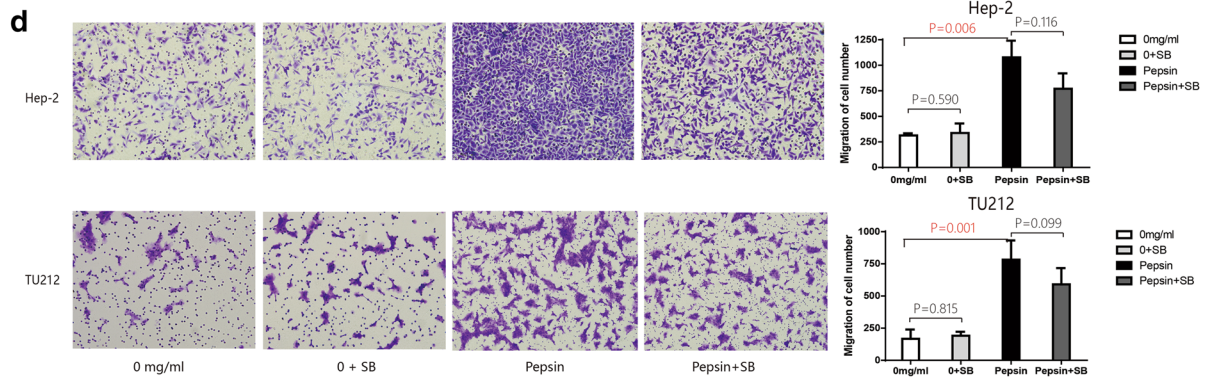 d
Hep-2
TU212
0 mg/ml
0 + SB
Pepsin
Pepsin+SB
Hep-2
P=0.116
P=0.006
P=0.590
Migration of cell number
1250
1000
750
500
250
0
0mg/ml
0+SB
Pepsin
Pepsin+SB
0mg/ml
0+SB
Pepsin
Pepsin+SB
TU212
P=0.099
P=0.001
P=0.815
Migration of cell number
1000
750
500
250
0
0mg/ml
0+SB
Pepsin
Pepsin+SB
0mg/ml
0+SB
Pepsin
Pepsin+SB